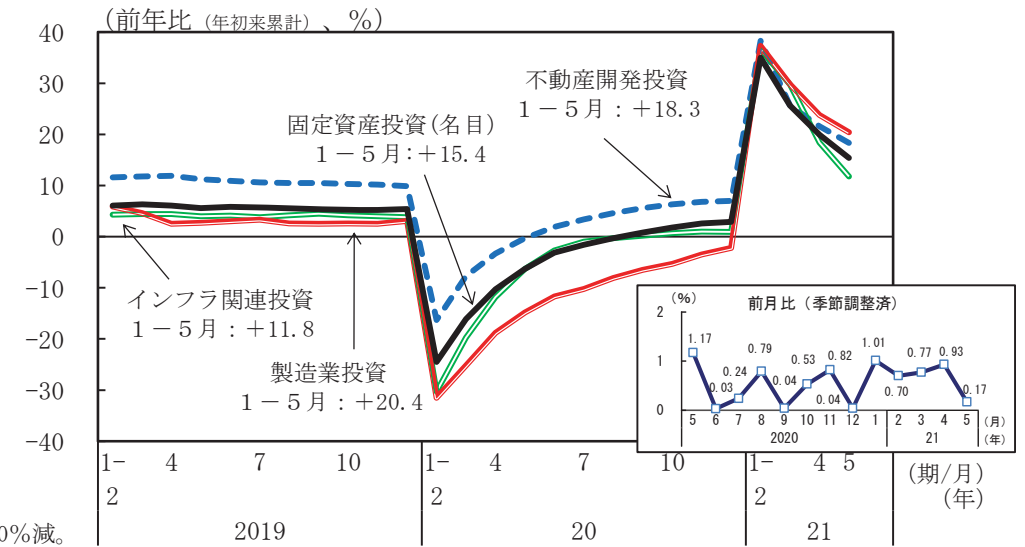 (前年比（年初来累計）、%)
40
30
20
10
0
−10
−20
−30
−40
不動産開発投資
1－5月：+18.3
固定資産投資(名目)
1－5月：+15.4
インフラ関連投資
1－5月：+11.8
製造業投資
1－5月：+20.4
(%)
前月比（季節調整済）
2
1
0
1.17
0.03
0.24
0.79
0.04
0.53
0.82
0.04
1.01
0.70
0.77
0.93
0.17
5 6 7 8 9 10 11 12 1 2 3 4 5 (月)
2020 21 (年)
1-2 4 7 10 1-2 4 7 10 1-2 4 5 (期/月)
(年)
2019 20 21
0%減。